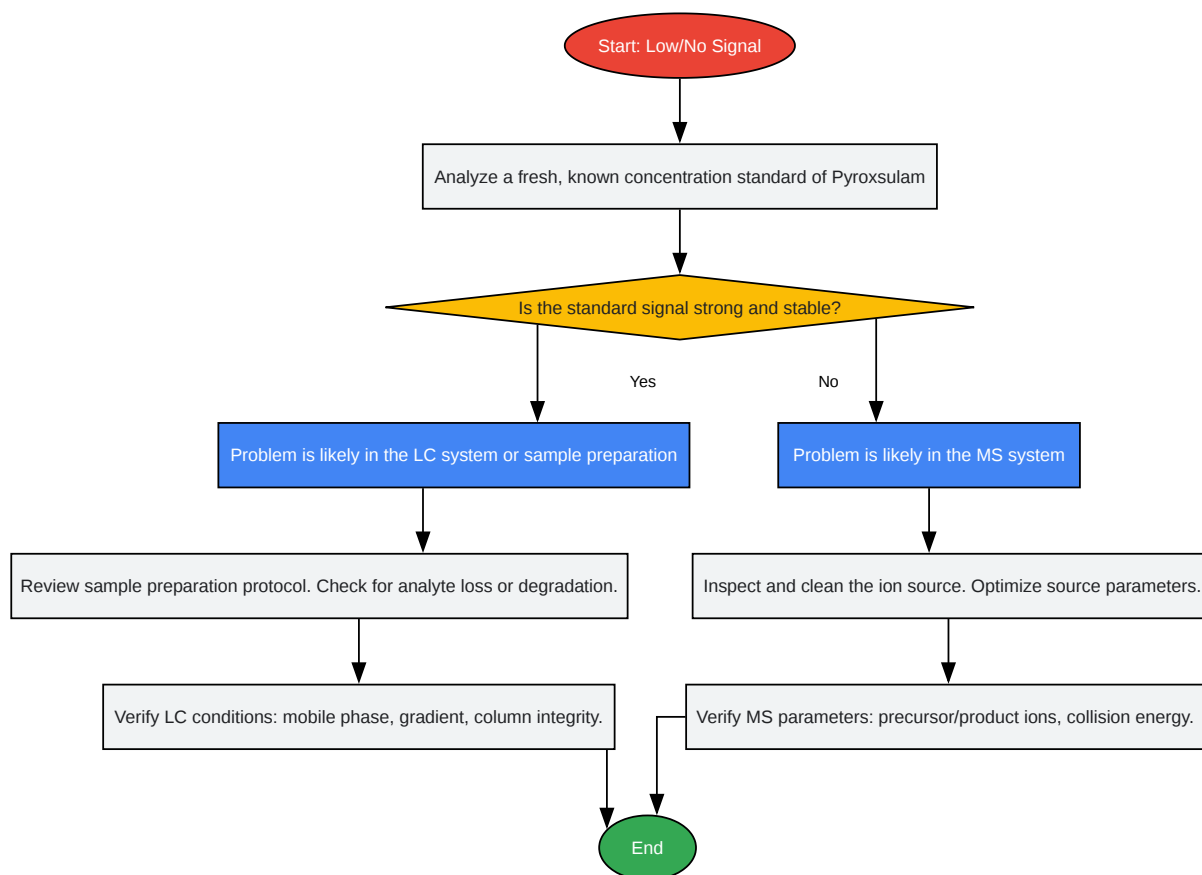 Start: Low/No Signal
Analyze a fresh, known concentration standard of Pyroxsulam
Is the standard signal strong and stable?
Yes
No
Problem is likely in the LC system or sample preparation
Problem is likely in the MS system
Review sample preparation protocol. Check for analyte loss or degradation.
Inspect and clean the ion source. Optimize source parameters.
Verify LC conditions: mobile phase, gradient, column integrity.
Verify MS parameters: precursor/product ions, collision energy.
End